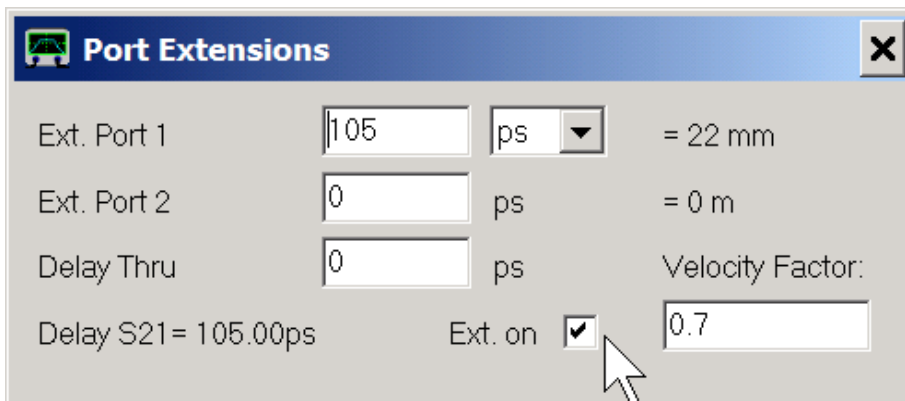 Port Extensions
Ext. Port 1 105 ps = 22 mm
Ext. Port 2 0 ps = 0 m
Delay Thru 0 ps Velocity Factor:
Delay S21= 105.00ps Ext. on 0.7